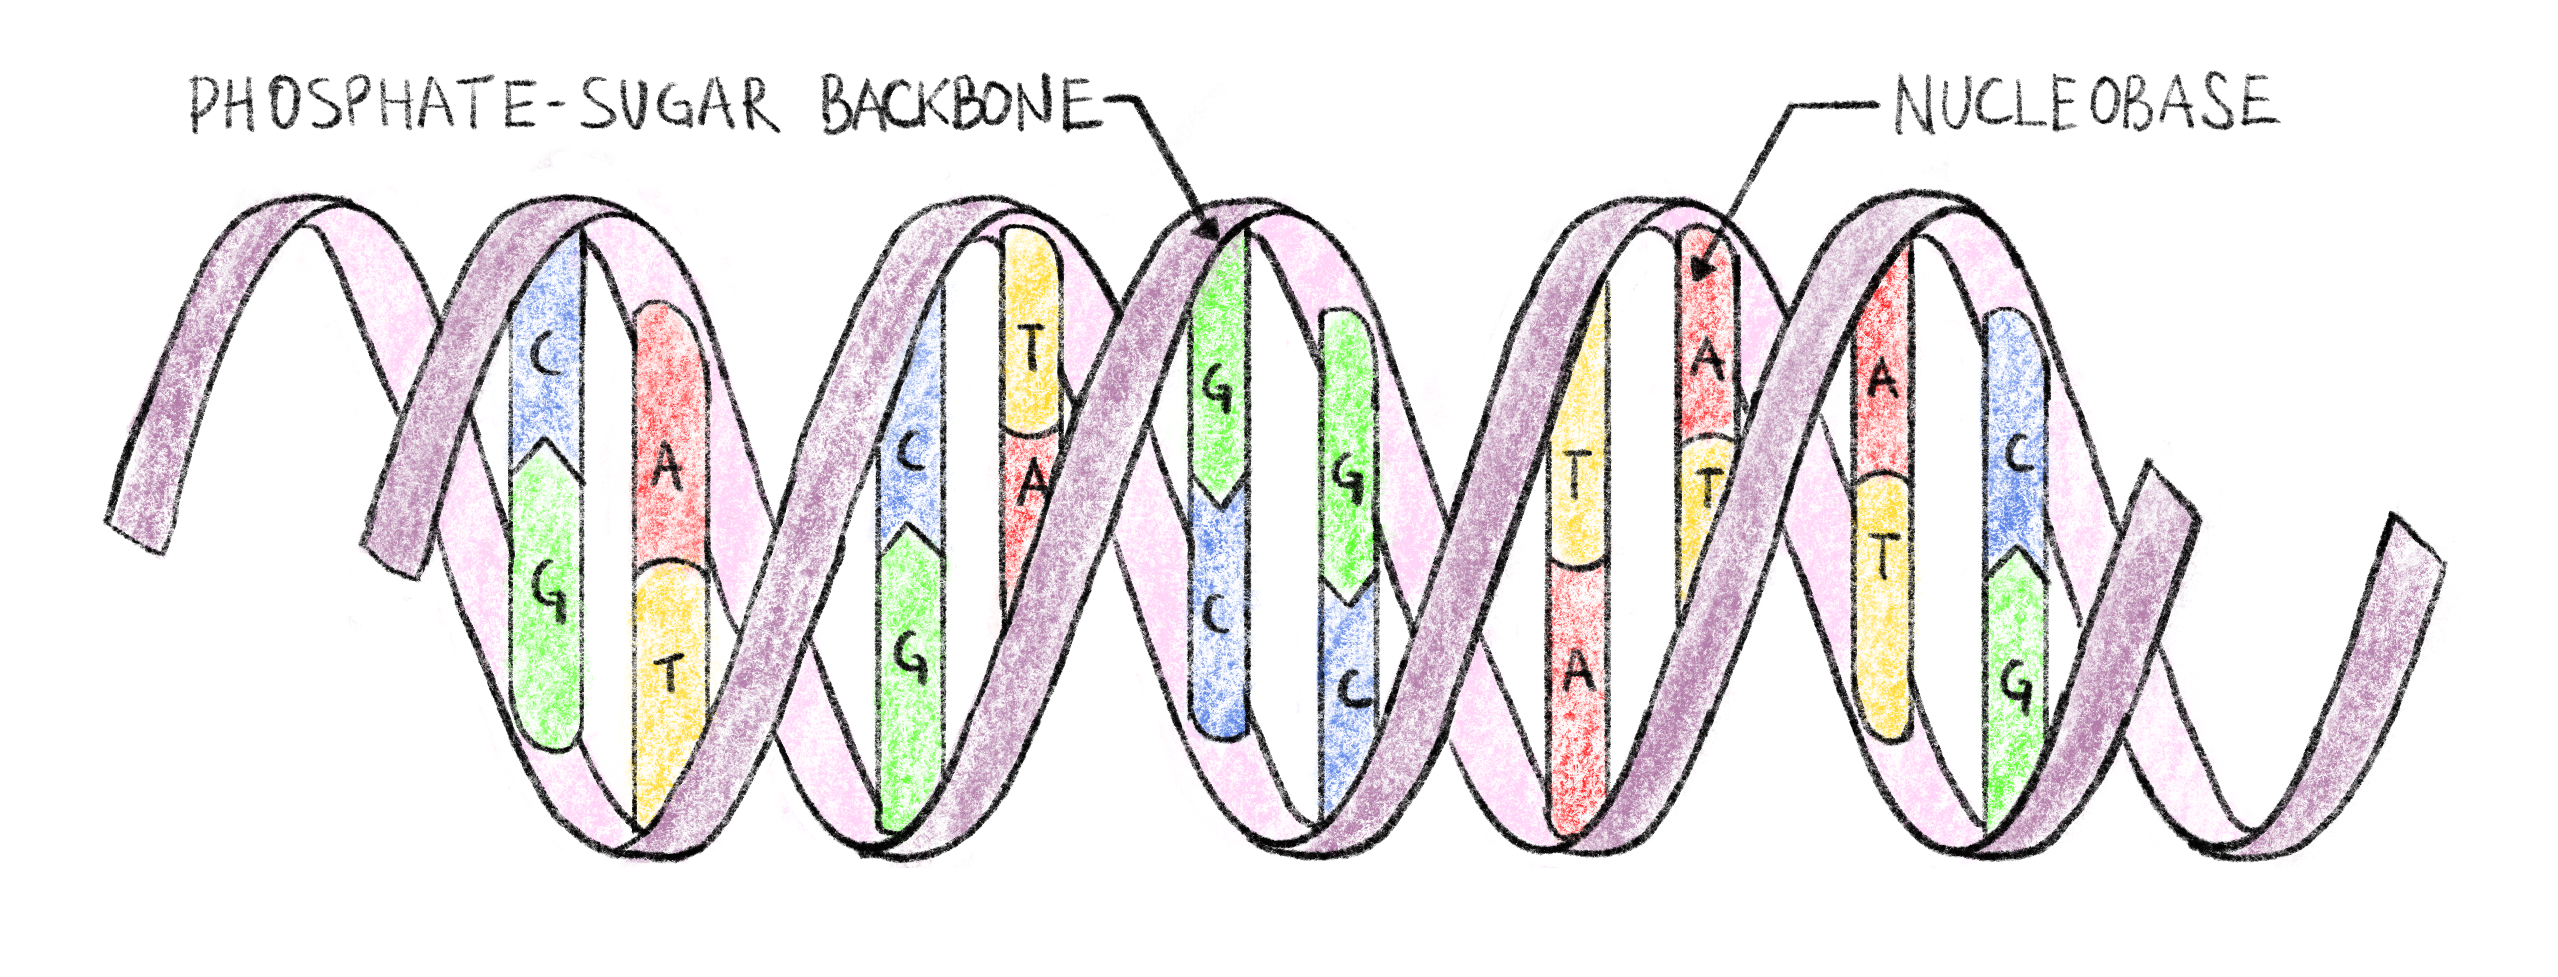 PHOSPHATE-SUGAR BACKBONE
NUCLEOBASE
C A C T G G T A A C
G T G A C C A T T G